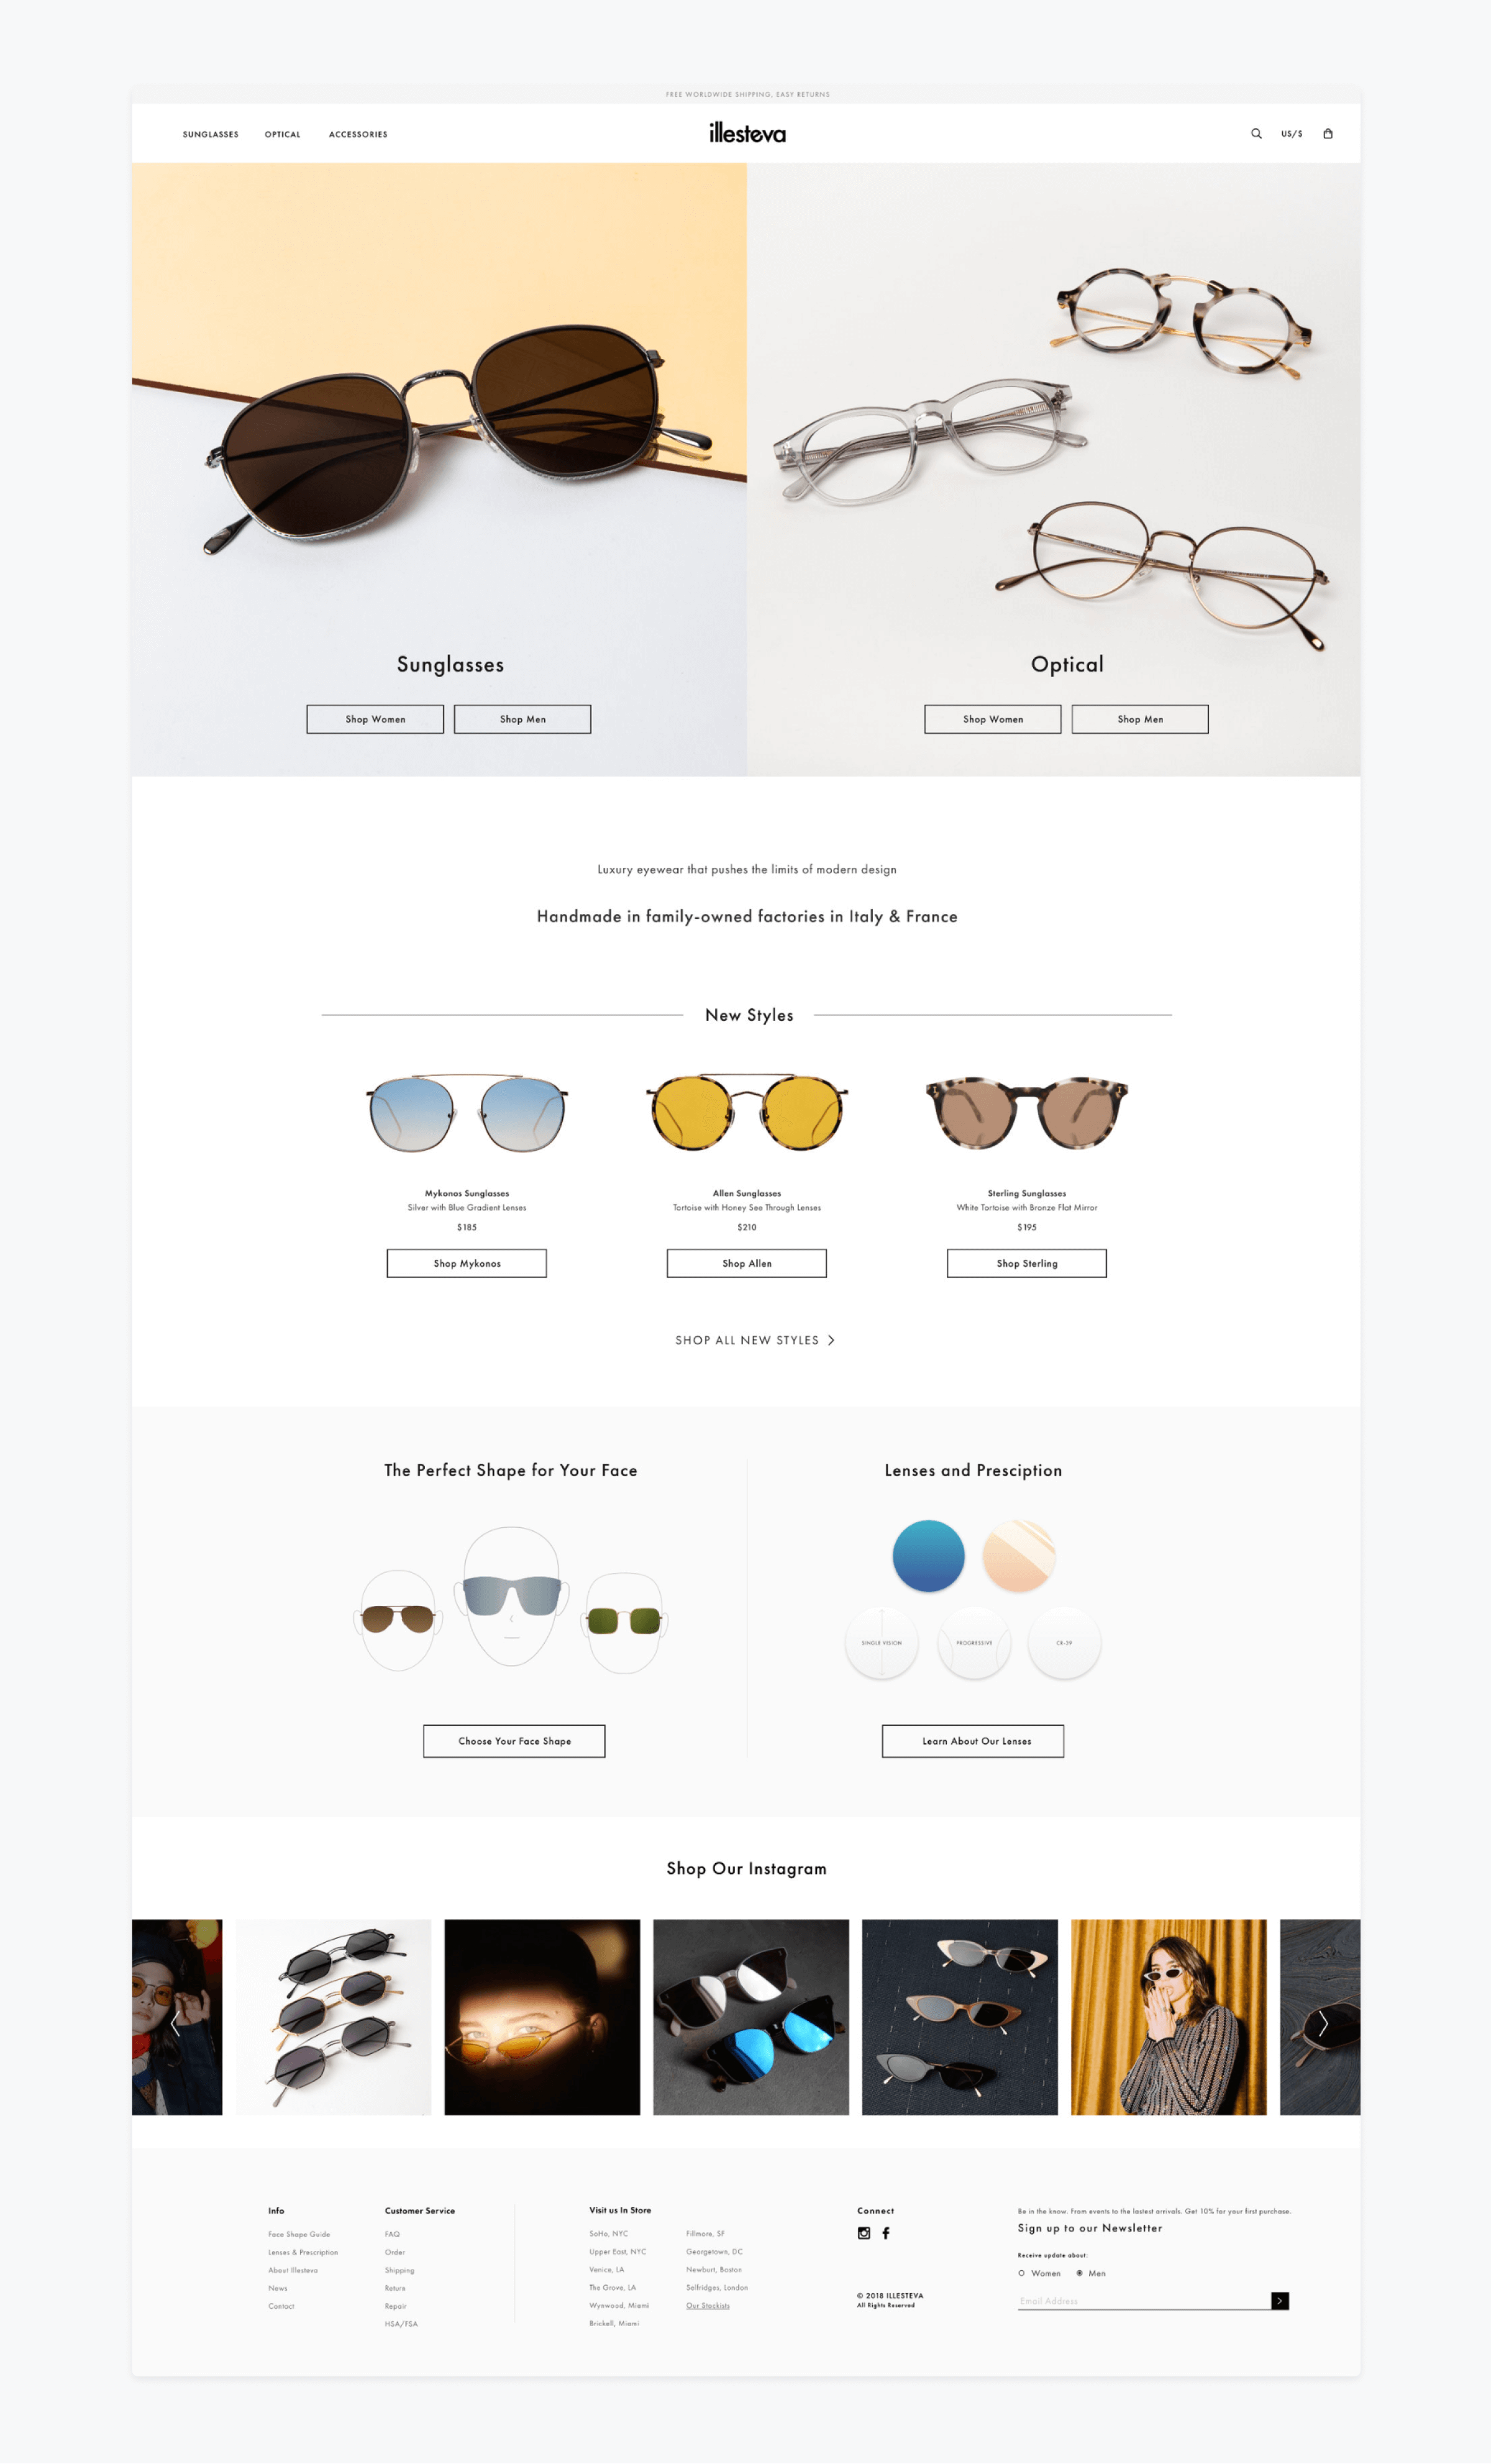 FREE WORLDWIDE SHIPPING, EASY RETURNS
SUNGLASSES OPTICAL ACCESSORIES
illesteva
US/$
Sunglasses
Shop Women Shop Men
Optical
Shop Women Shop Men
Luxury eyewear that pushes the limits of modern design
Handmade in family-owned factories in Italy & France
New Styles
Mykonos Sunglasses
Silver with Blue Gradient Lenses
$185
Shop Mykonos
Allen Sunglasses
Tortoise with Honey See Through Lenses
$210
Shop Allen
Sterling Sunglasses
White Tortoise with Bronze Flat Mirror
$195
Shop Sterling
SHOP ALL NEW STYLES
The Perfect Shape for Your Face
Choose Your Face Shape
Lenses and Presciption
SINGLE VISION
PROGRESSIVE
CR-39
Learn About Our Lenses
Shop Our Instagram
Info
Face Shape Guide
Lenses & Prescription
About Illesteva
News
Contact
Customer Service
FAQ
Order
Shipping
Return
Repair
HSA/FSA
Visit us In Store
SoHo, NYC
Upper East, NYC
Venice, LA
The Grove, LA
Wynwood, Miami
Brickell, Miami
Fillmore, SF
Georgetown, DC
Newburt, Boston
Selfridges, London
Our Stockists
Connect
© 2018 ILLESTEVA
All Rights Reserved
Be in the know. From events to the lastest arrivals. Get 10% for your first purchase.
Sign up to our Newsletter
Receive update about:
Women Men
Email Address